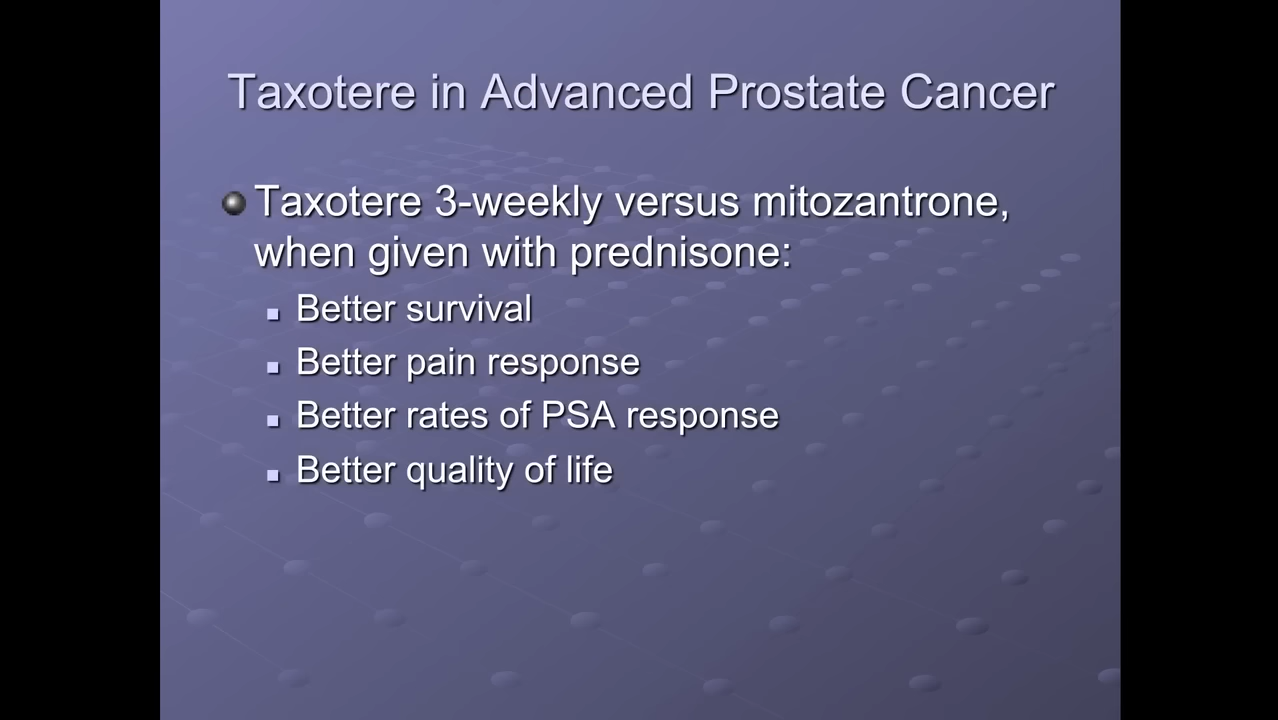 Taxotere in Advanced Prostate Cancer
Taxotere 3-weekly versus mitozantrone,
when given with prednisone:
Better survival
Better pain response
Better rates of PSA response
Better quality of life